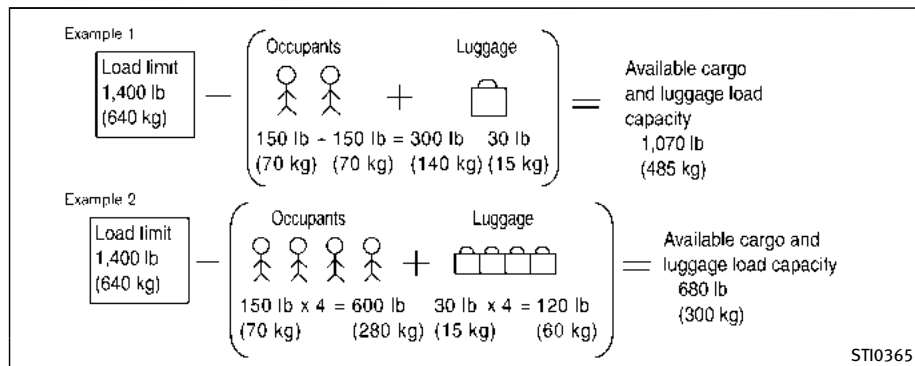 Example 1
Load limit
1,400 lb
(640 kg)
Occupants
Luggage
150 lb - 150 lb = 300 lb 30 lb
(70 kg) (70 kg) (140 kg) (15 kg)
Available cargo
and luggage load
capacity
1,070 lb
(485 kg)
Example 2
Load limit
1,400 lb
(640 kg)
Occupants
Luggage
150 lb x 4 = 600 lb 30 lb x 4 = 120 lb
(70 kg) (280 kg) (15 kg) (60 kg)
Available cargo and
luggage load capacity
680 lb
(300 kg)
STI0365